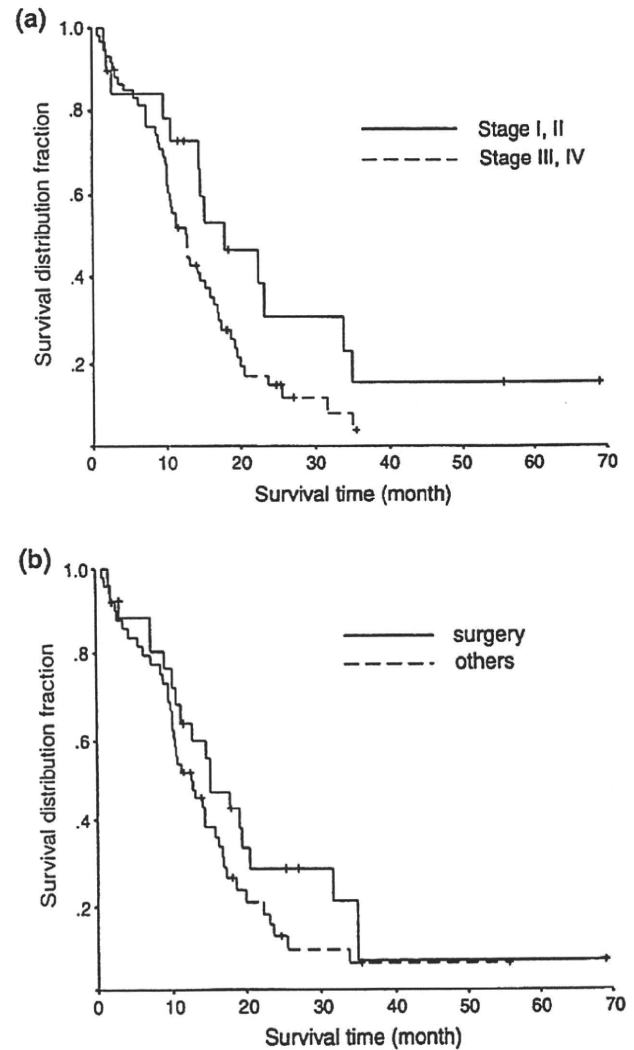 (a)
1.0
.8
.6
.4
.2
Survival distribution fraction
Stage I, II
Stage III, IV
0 10 20 30 40 50 60 70
Survival time (month)
(b)
1.0
.8
.6
.4
.2
Survival distribution fraction
surgery
others
0 10 20 30 40 50 60 70
Survival time (month)